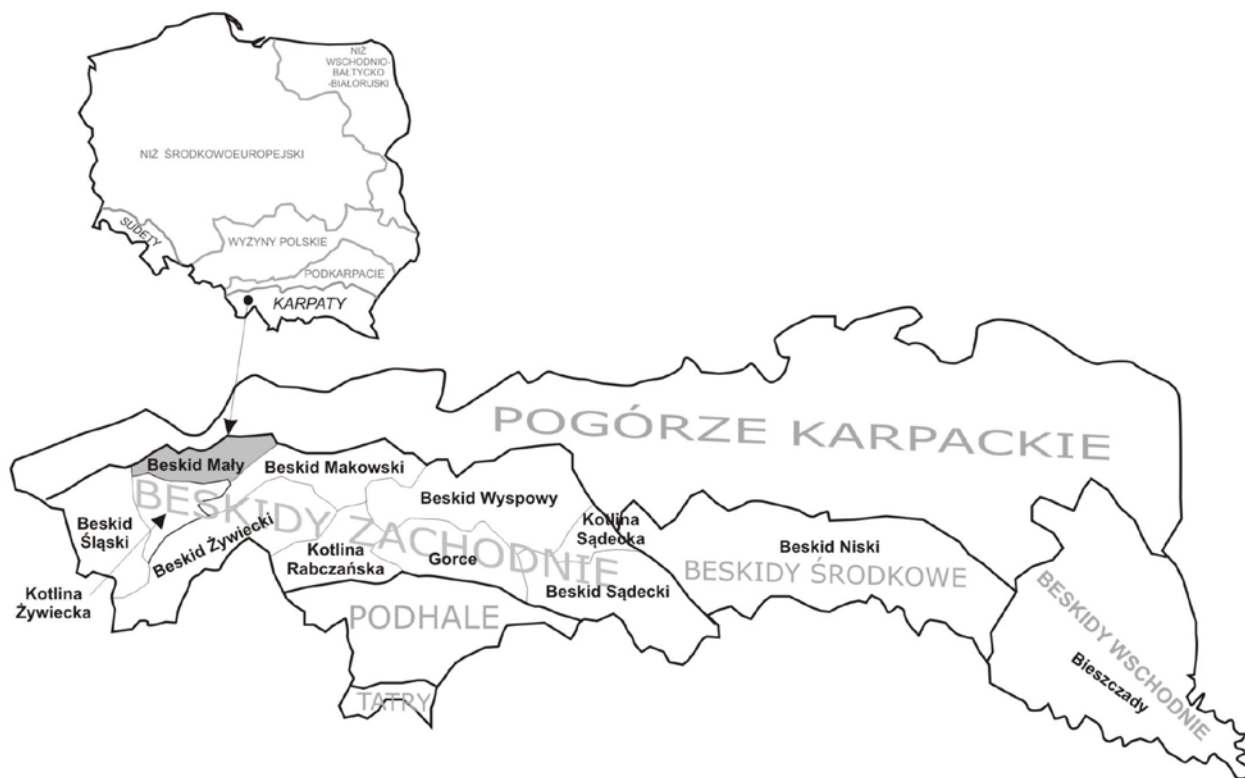 NIŻ
WSCHODNIO-
BAŁTYCKO
-BIAŁORUSKI
NIŻ ŚRODKOWOEUROPEJSKI
SUDETY
WYŻYNY POLSKIE
PODKARPACIE
KARPATY
POGÓRZE KARPACKIE
Beskid Mały
Beskid Makowski
BESKIDY ZACHODNIE
Beskid Wyspowy
Beskid
Śląski
Beskid Żywiecki
Kotlina
Sądecka
Kotlina
Rabczańska
Gorce
Beskid Niski
BESKIDY ŚRODKOWE
Beskid Sądecki
Kotlina
Żywiecka
PODHALE
TATRY
BESKIDY WSCHODNIE
Bieszczady